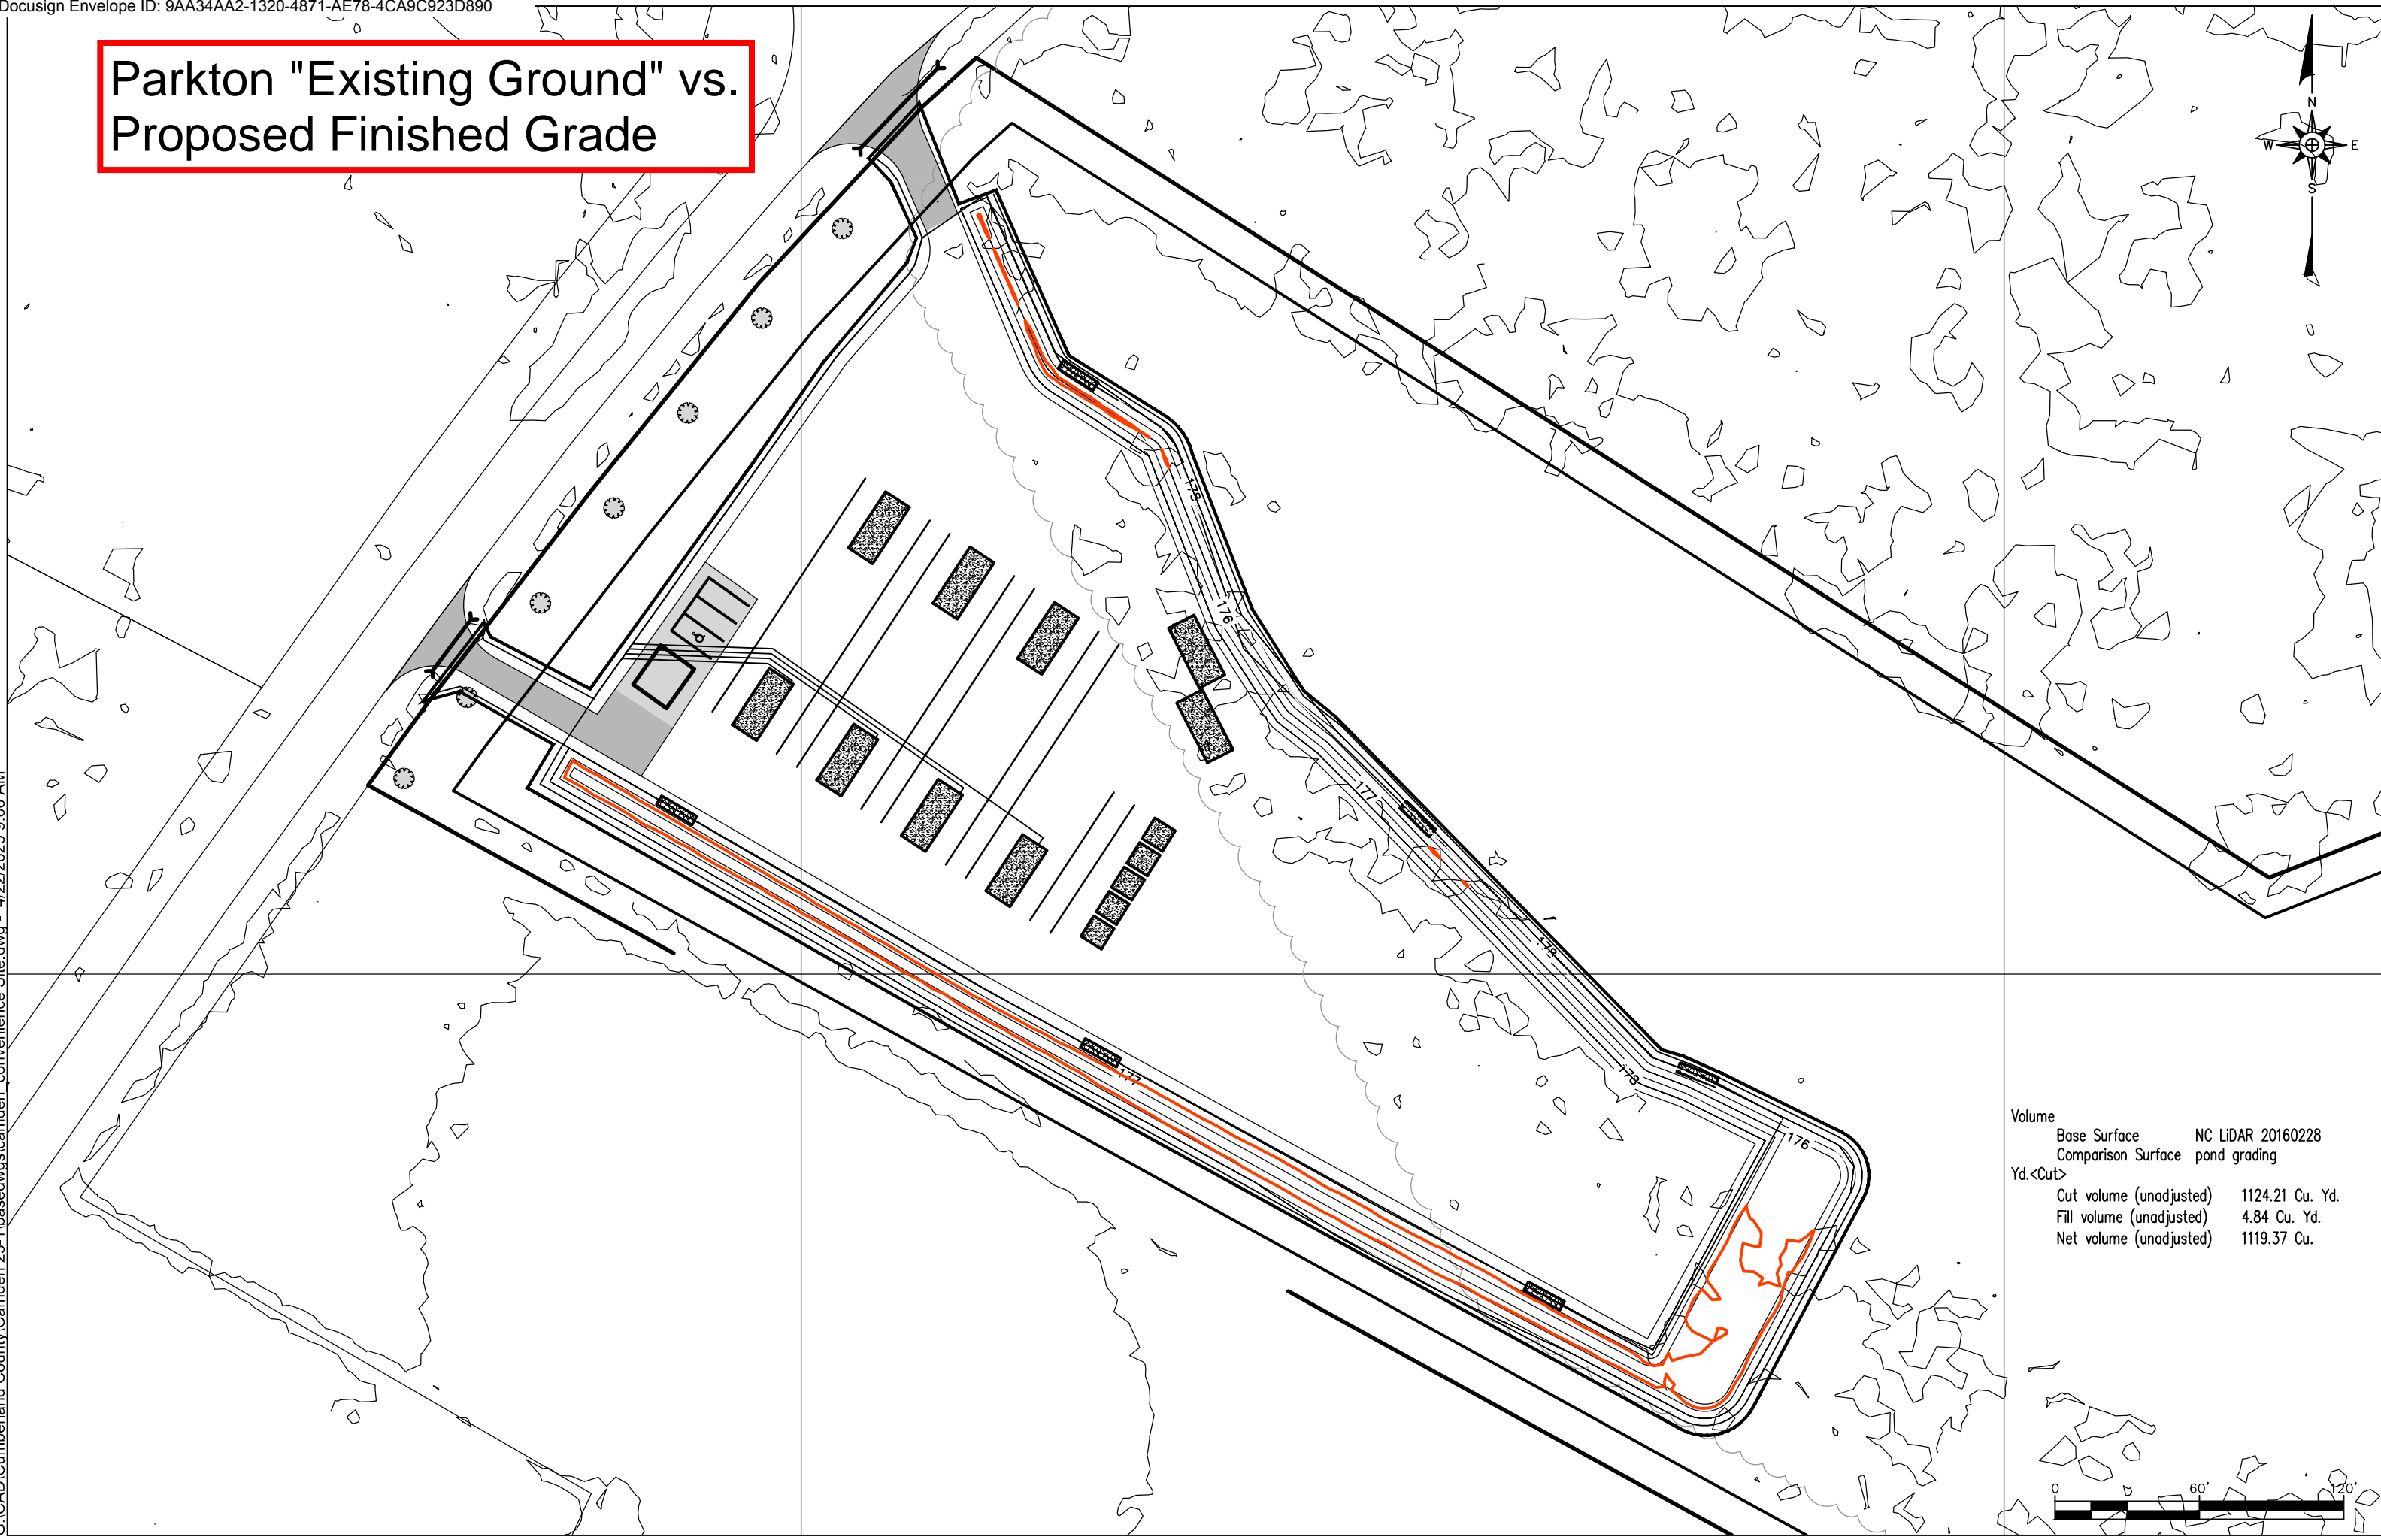 Docusign Envelope ID: 9AA34AA2-1320-4871-AE78-4CA9C923D890
Parkton "Existing Ground" vs.
Proposed Finished Grade
N
W
E
S
178
176
177
178
178
177
176
Volume
Base Surface NC LiDAR 20160228
Comparison Surface pond grading
Yd.<Cut>
Cut volume (unadjusted) 1124.21 Cu. Yd.
Fill volume (unadjusted) 4.84 Cu. Yd.
Net volume (unadjusted) 1119.37 Cu.
0 60' 120'